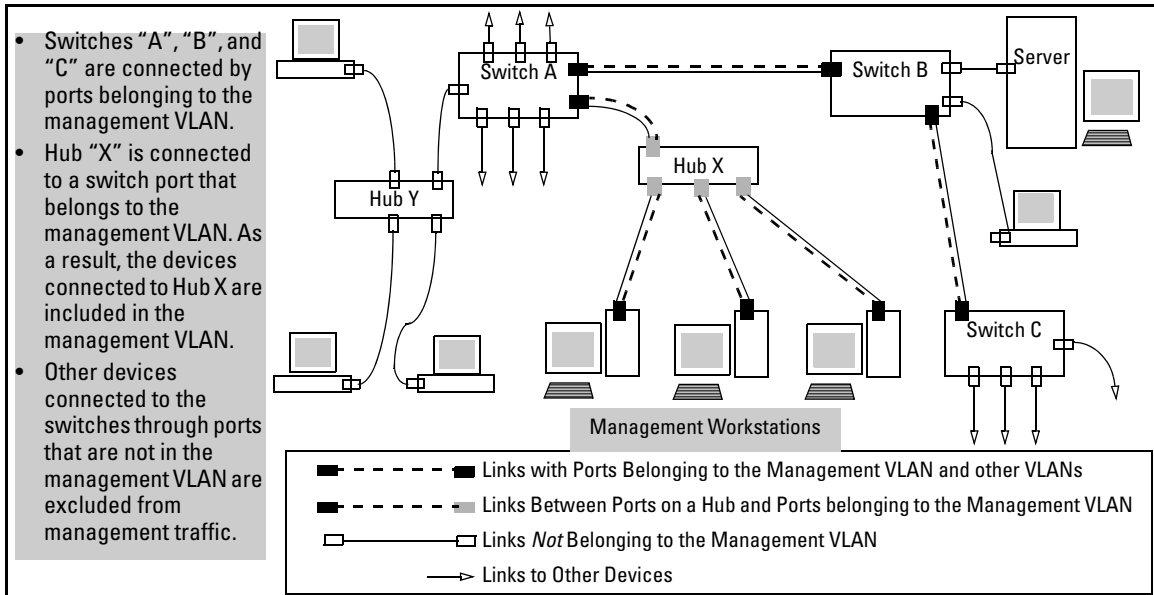 • Switches “A”, “B”, and
“C” are connected by
ports belonging to the
management VLAN.
• Hub “X” is connected
to a switch port that
belongs to the
management VLAN. As
a result, the devices
connected to Hub X are
included in the
management VLAN.
• Other devices
connected to the
switches through ports
that are not in the
management VLAN are
excluded from
management traffic.
Switch A
Switch B
Server
Hub X
Hub Y
Switch C
Management Workstations
Links with Ports Belonging to the Management VLAN and other VLANs
Links Between Ports on a Hub and Ports belonging to the Management VLAN
Links Not Belonging to the Management VLAN
Links to Other Devices